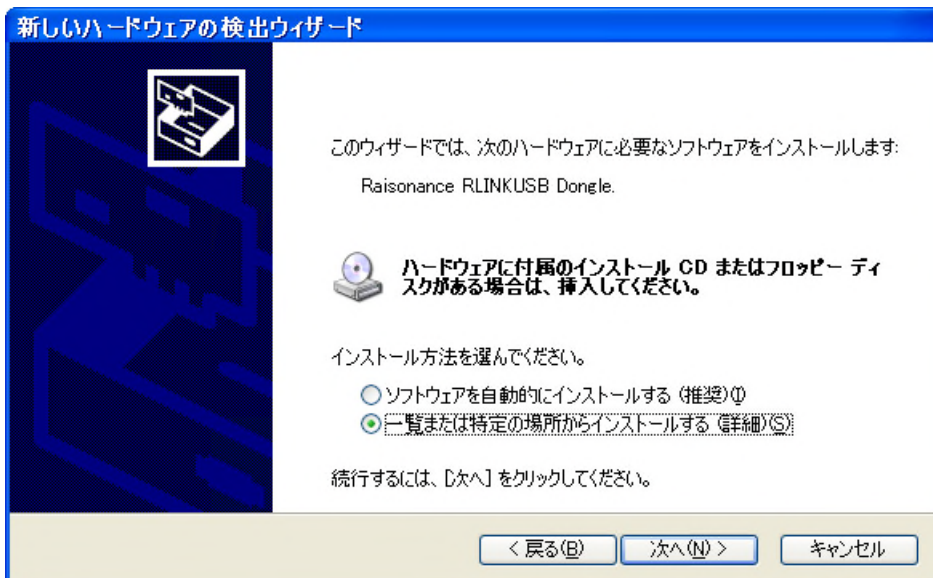 新しいハードウェアの検出ウィザード
このウィザードでは、次のハードウェアに必要なソフトウェアをインストールします:
Raisonance RLINKUSB Dongle.
ハードウェアに付属のインストール CD またはフロッピー ディ
スクがある場合は、挿入してください。
インストール方法を選んでください。
ソフトウェアを自動的にインストールする (推奨)(I)
一覧または特定の場所からインストールする (詳細)(S)
続行するには、[次へ] をクリックしてください。
< 戻る(B)
次へ(N) >
キャンセル